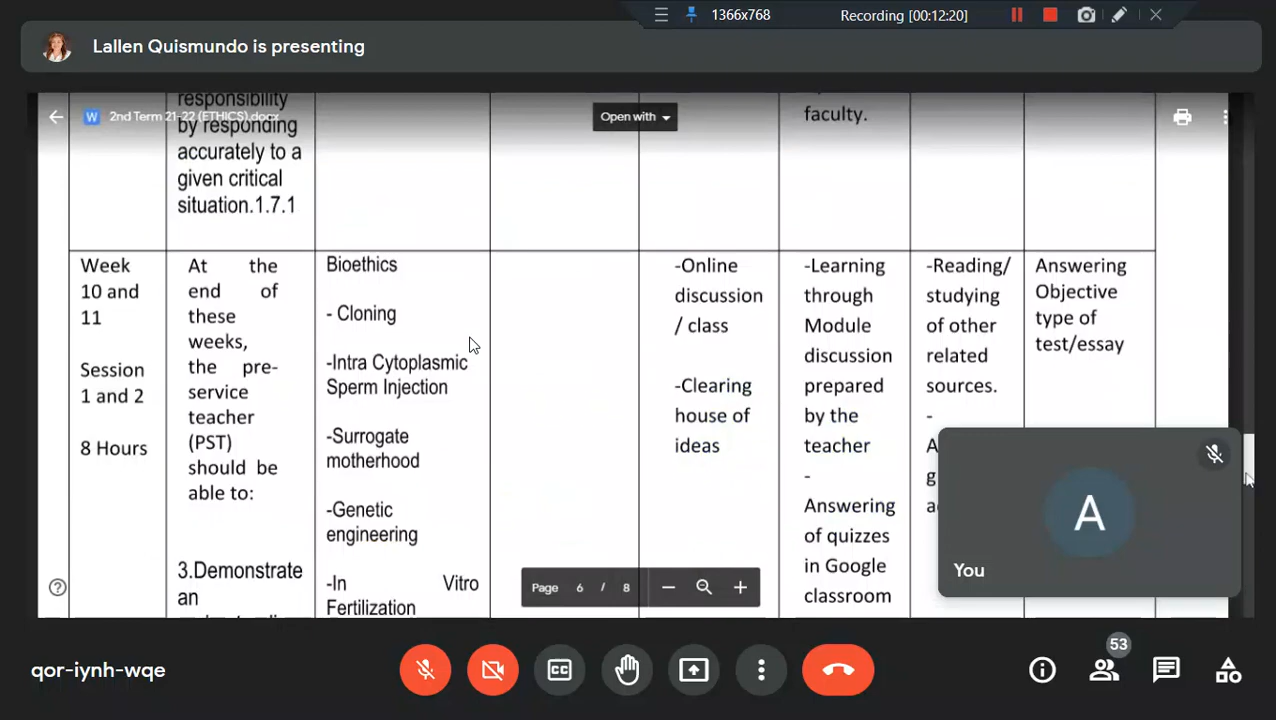 1366x768
Recording [00:12:20]
Lallen Quismundo is presenting
2nd Term 21-22 (ETHICS).docx
Open with
responsibility
by responding
accurately to a
given critical
situation.1.7.1
faculty.
Week
10 and
11
Session
1 and 2
8 Hours
At the
end of
these
weeks,
the pre-
service
teacher
(PST)
should be
able to:
3.Demonstrate
an
Bioethics
- Cloning
-Intra Cytoplasmic
Sperm Injection
-Surrogate
motherhood
-Genetic
engineering
-In Vitro
Fertilization
-Online
discussion
/ class
-Clearing
house of
ideas
-Learning
through
Module
discussion
prepared
by the
teacher
-
Answering
of quizzes
in Google
classroom
-Reading/
studying
of other
related
sources.
-
Answering
Objective
type of
test/essay
A
You
Page 6 / 8
qor-iynh-wqe
CC
53